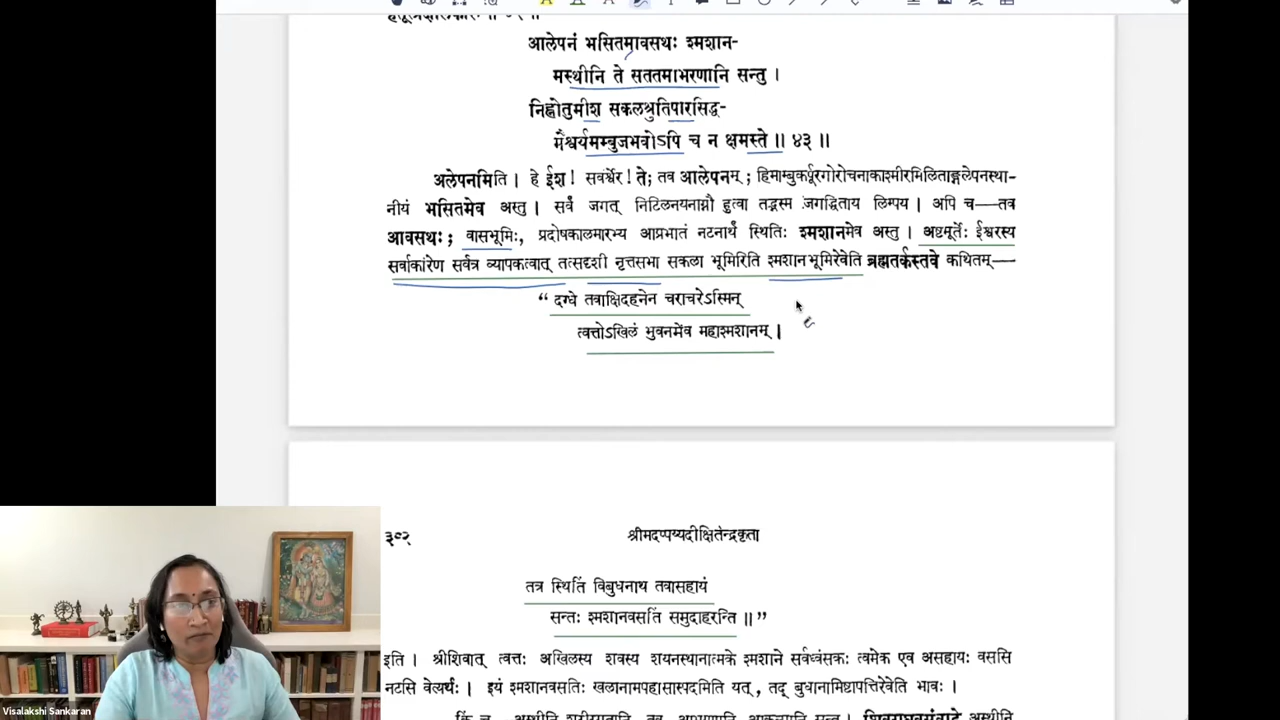 आलेपनं भसितमावसथः श्मशान-
मस्थीनि ते सततमाभरणानि सन्तु ।
निह्नोतुमीश सकलश्रुतिपारसिद्ध-
मैश्वर्यमम्बुजभवोऽपि च न क्षमस्ते ॥ ४३ ॥
अलेपनमिति । हे ईश! सर्वेश्वर! ते; तव आलेपनम् ; हिमाम्बुकर्पूरगोरोचनाकाश्मीरमिलिताङ्गलेपनस्था-
नीयं भसितमेव अस्तु । सर्वं जगत् निटिलनयनाग्नौ हुत्वा तद्भस्म जगद्धिताय लिम्पय । अपि च—तव
आवसथः; वासभूमिः, प्रदोषकालमारभ्य आप्रभातं नटनार्थं स्थितिः श्मशानमेव अस्तु । अष्टमूर्तेः ईश्वरस्य
सर्वाकारेण सर्वत्र व्यापकत्वात् तत्सदृशी नृत्तसभा सकला भूमिरिति श्मशानभूमिरेवेति ब्रह्मतर्कस्तवे कथितम्—
“ दग्धे तवाक्षिदहनेन चराचरेऽस्मिन्
त्वत्तोऽखिलं भुवनमेव महाश्मशानम् ।
३०२ श्रीमदप्पय्यदीक्षितेन्द्रकृता
तत्र स्थितिं विबुधनाथ तवासहायं
सन्तः श्मशानवसतिं समुदाहरन्ति ॥”
इति । श्रीशिवात् त्वत्तः अखिलस्य शवस्य शयनस्थानात्मके श्मशाने सर्वध्वंसकः त्वमेक एव असहायः वससि
नटसि वेत्यर्थः । इयं श्मशानवसतिः खलानामपहासास्पदमिति यत् , तद् बुधानामिष्टापत्तिरेवेति भावः ।
Visalakshi Sankaran